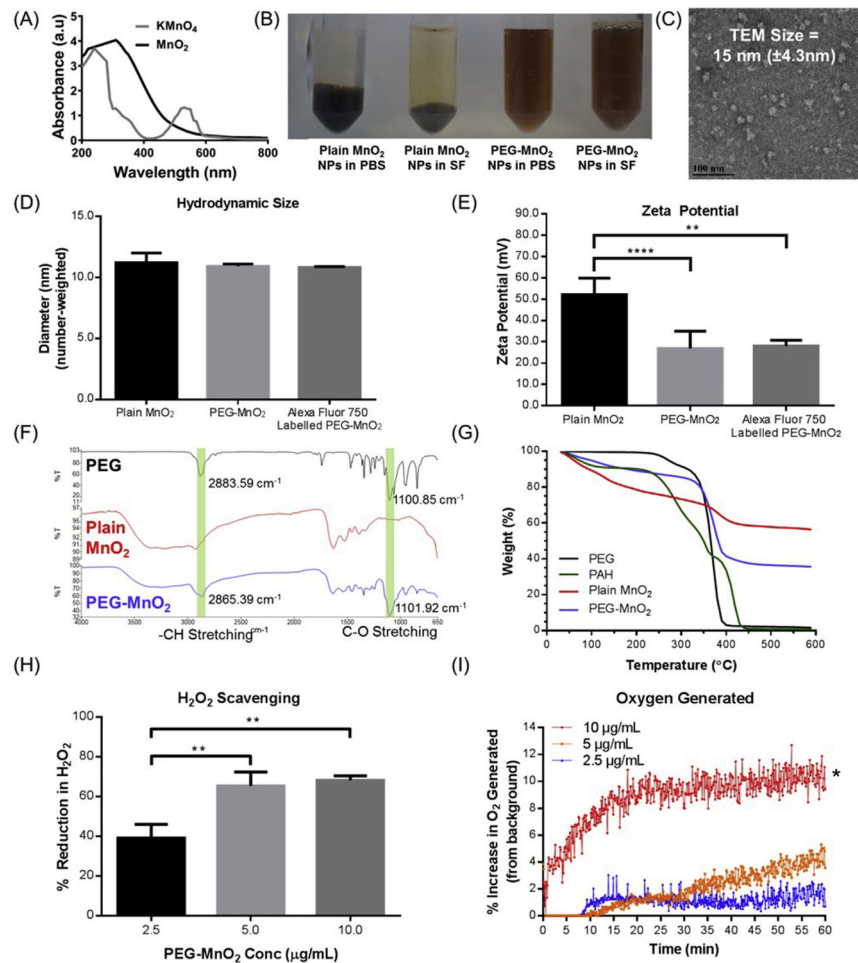 (A)
KMnO₄
MnO₂
Absorbance (a.u)
5
4
3
2
1
0
200 400 600 800
Wavelength (nm)
(B)
Plain MnO₂ NPs in PBS
Plain MnO₂ NPs in SF
PEG-MnO₂ NPs in PBS
PEG-MnO₂ NPs in SF
(C)
TEM Size =
15 nm (±4.3nm)
100 nm
(D)
Hydrodynamic Size
Diameter (nm)
(number-weighted)
15.0
10.0
5.0
0.0
Plain MnO₂
PEG-MnO₂
Alexa Fluor 750
Labelled PEG-MnO₂
(E)
Zeta Potential
Zeta Potential (mV)
90.0
80.0
70.0
60.0
50.0
40.0
30.0
20.0
10.0
0.0
**
****
Plain MnO₂
PEG-MnO₂
Alexa Fluor 750
Labelled PEG-MnO₂
(F)
%T
PEG
2883.59 cm⁻¹
1100.85 cm⁻¹
%T
Plain
MnO₂
%T
PEG-MnO₂
2865.39 cm⁻¹
1101.92 cm⁻¹
4000 3000 2000 1000 650
cm-1
-CH Stretching
C-O Stretching
(G)
Weight (%)
100
80
60
40
20
0
PEG
PAH
Plain MnO₂
PEG-MnO₂
0 100 200 300 400 500 600
Temperature (°C)
(H)
H₂O₂ Scavenging
% Reduction in H₂O₂
100
80
60
40
20
0
**
**
2.5 5.0 10.0
PEG-MnO₂ Conc (µg/mL)
(I)
Oxygen Generated
% Increase in O₂ Generated
(from background)
14
12
10
8
6
4
2
0
10 µg/mL
5 µg/mL
2.5 µg/mL
*
0 5 10 15 20 25 30 35 40 45 50 55 60
Time (min)